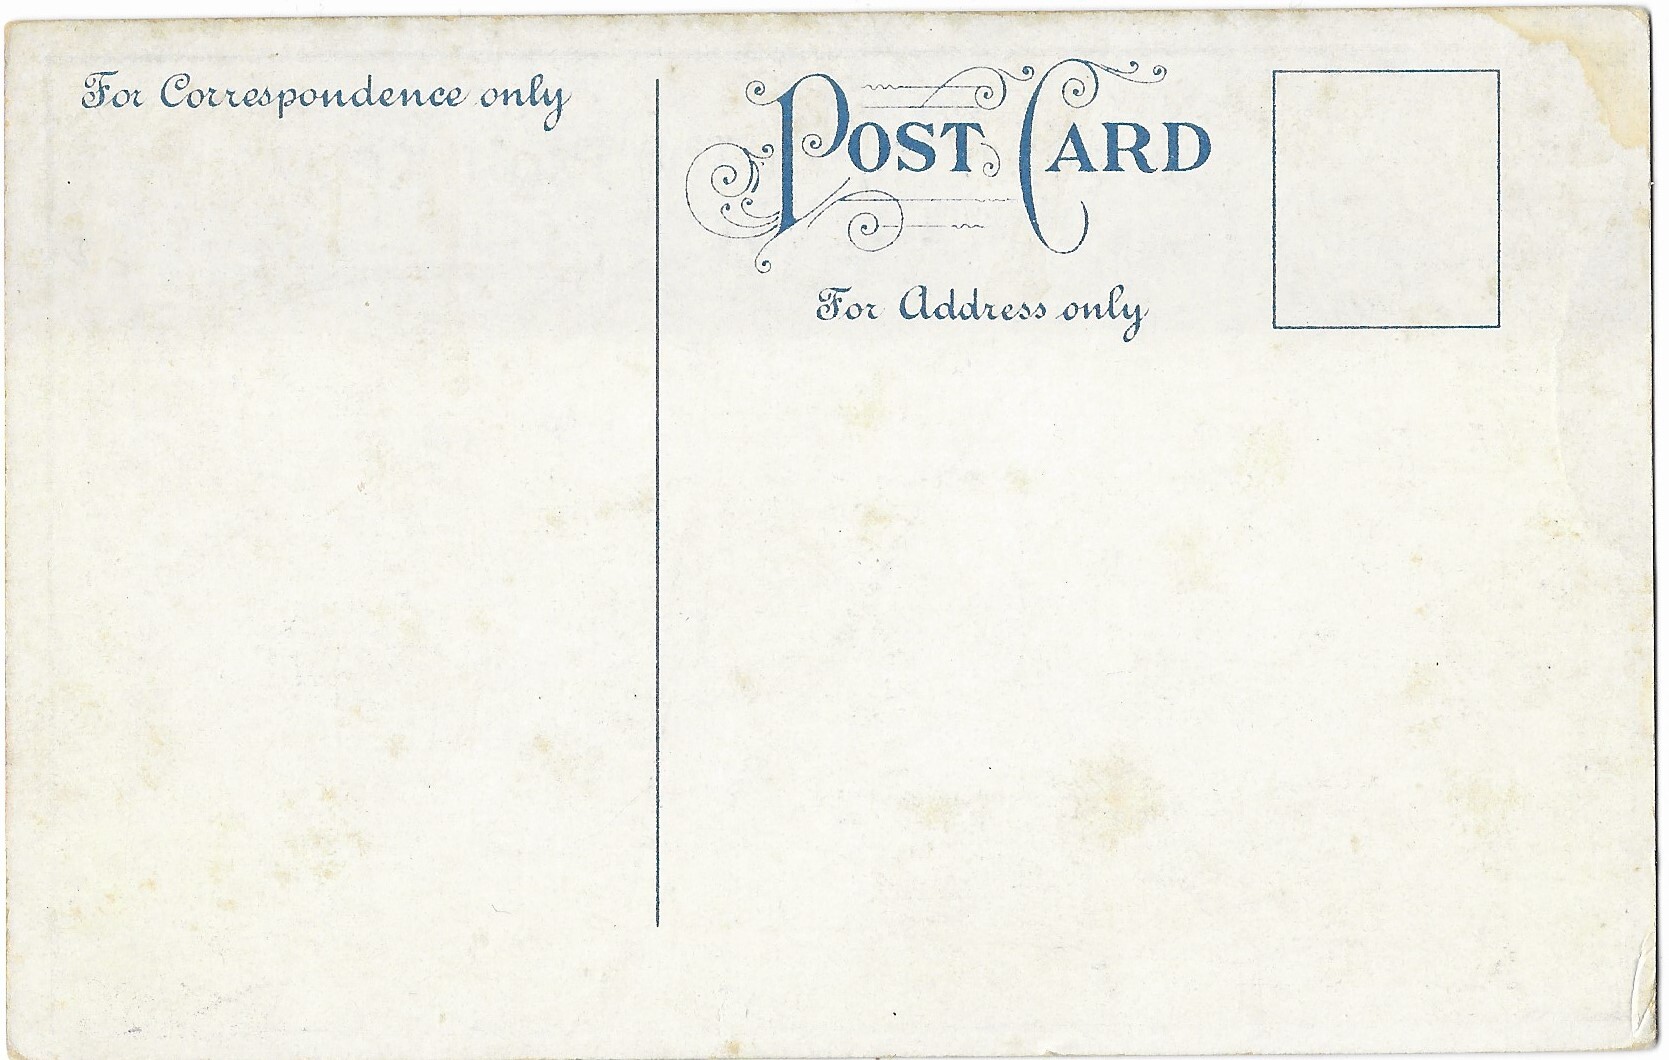 For Correspondence only
POST CARD
For Address only